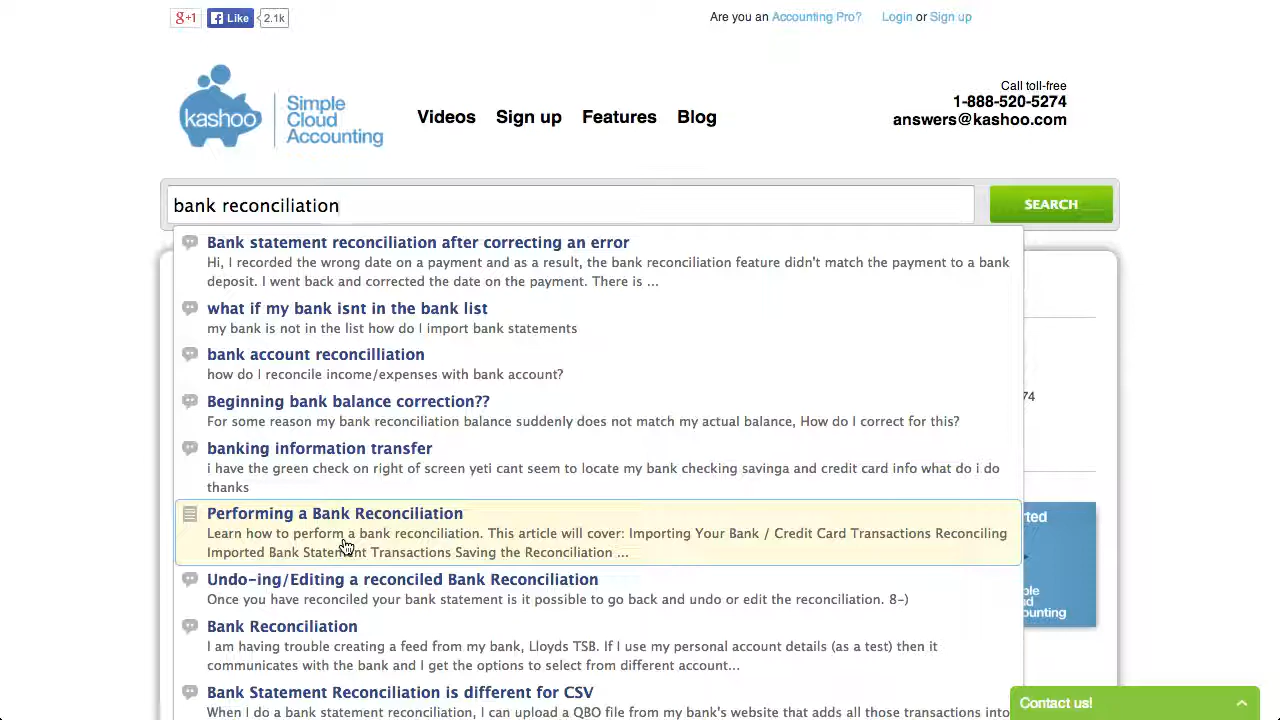 g+1 Like 2.1k Are you an Accounting Pro? Login or Sign up
kashoo
Simple
Cloud
Accounting
Videos Sign up Features Blog
Call toll-free
1-888-520-5274
answers@kashoo.com
bank reconciliation SEARCH
Bank statement reconciliation after correcting an error
Hi, I recorded the wrong date on a payment and as a result, the bank reconciliation feature didn't match the payment to a bank
deposit. I went back and corrected the date on the payment. There is ...
what if my bank isnt in the bank list
my bank is not in the list how do I import bank statements
bank account reconcilliation
how do I reconcile income/expenses with bank account?
74
Beginning bank balance correction??
For some reason my bank reconciliation balance suddenly does not match my actual balance, How do I correct for this?
banking information transfer
i have the green check on right of screen yeti cant seem to locate my bank checking savinga and credit card info what do i do
thanks
Performing a Bank Reconciliation
Learn how to perform a bank reconciliation. This article will cover: Importing Your Bank / Credit Card Transactions Reconciling
Imported Bank Statement Transactions Saving the Reconciliation ...
rted
Undo-ing/Editing a reconciled Bank Reconciliation
Once you have reconciled your bank statement is it possible to go back and undo or edit the reconciliation. 8-)
ple
d
ounting
Bank Reconciliation
I am having trouble creating a feed from my bank, Lloyds TSB. If I use my personal account details (as a test) then it
communicates with the bank and I get the options to select from different account...
Bank Statement Reconciliation is different for CSV
When I do a bank statement reconciliation, I can upload a QBO file from my bank's website that adds all those transactions into
Contact us!